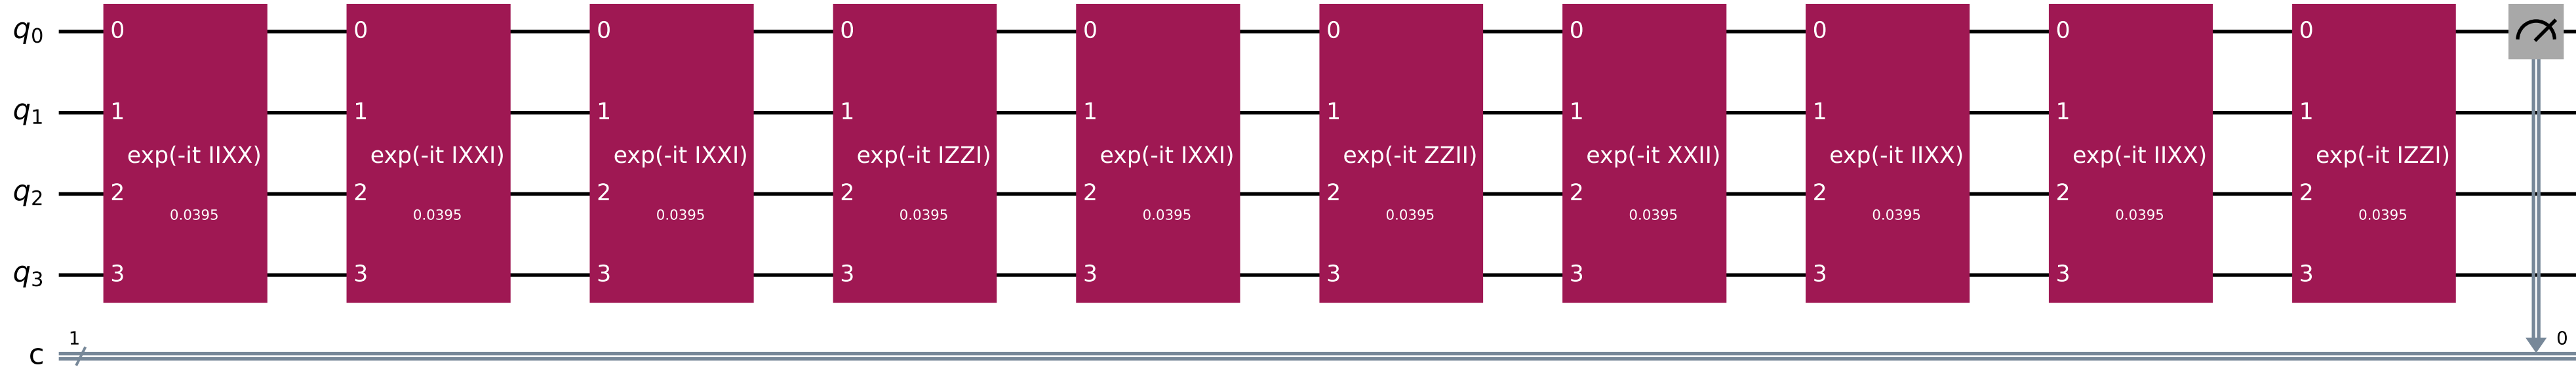 q0 0 0 0 0 0 0 0 0 0 0
q1 1 1 1 1 1 1 1 1 1 1
exp(-it IIXX) exp(-it IXXI) exp(-it IXXI) exp(-it IZZI) exp(-it IXXI) exp(-it ZZII) exp(-it XXII) exp(-it IIXX) exp(-it IIXX) exp(-it IZZI)
q2 2 2 2 2 2 2 2 2 2 2
0.0395 0.0395 0.0395 0.0395 0.0395 0.0395 0.0395 0.0395 0.0395 0.0395
q3 3 3 3 3 3 3 3 3 3 3
1 0
c